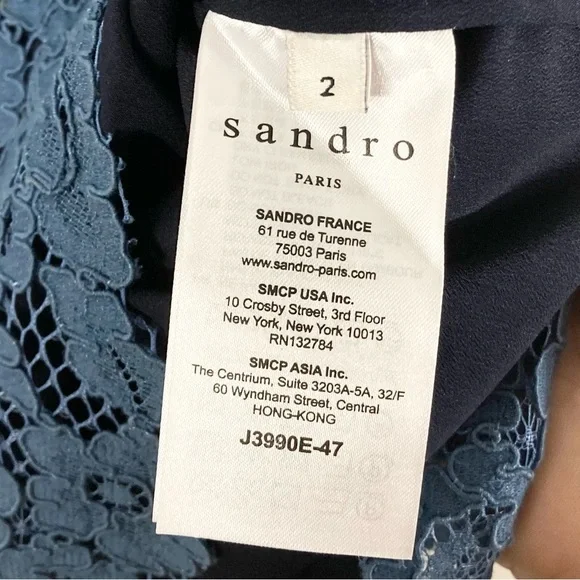 2
sandro
PARIS
SANDRO FRANCE
61 rue de Turenne
75003 Paris
www.sandro-paris.com
SMCP USA Inc.
10 Crosby Street, 3rd Floor
New York, New York 10013
RN132784
SMCP ASIA Inc.
The Centrium, Suite 3203A-5A, 32/F
60 Wyndham Street, Central
HONG-KONG
J3990E-47